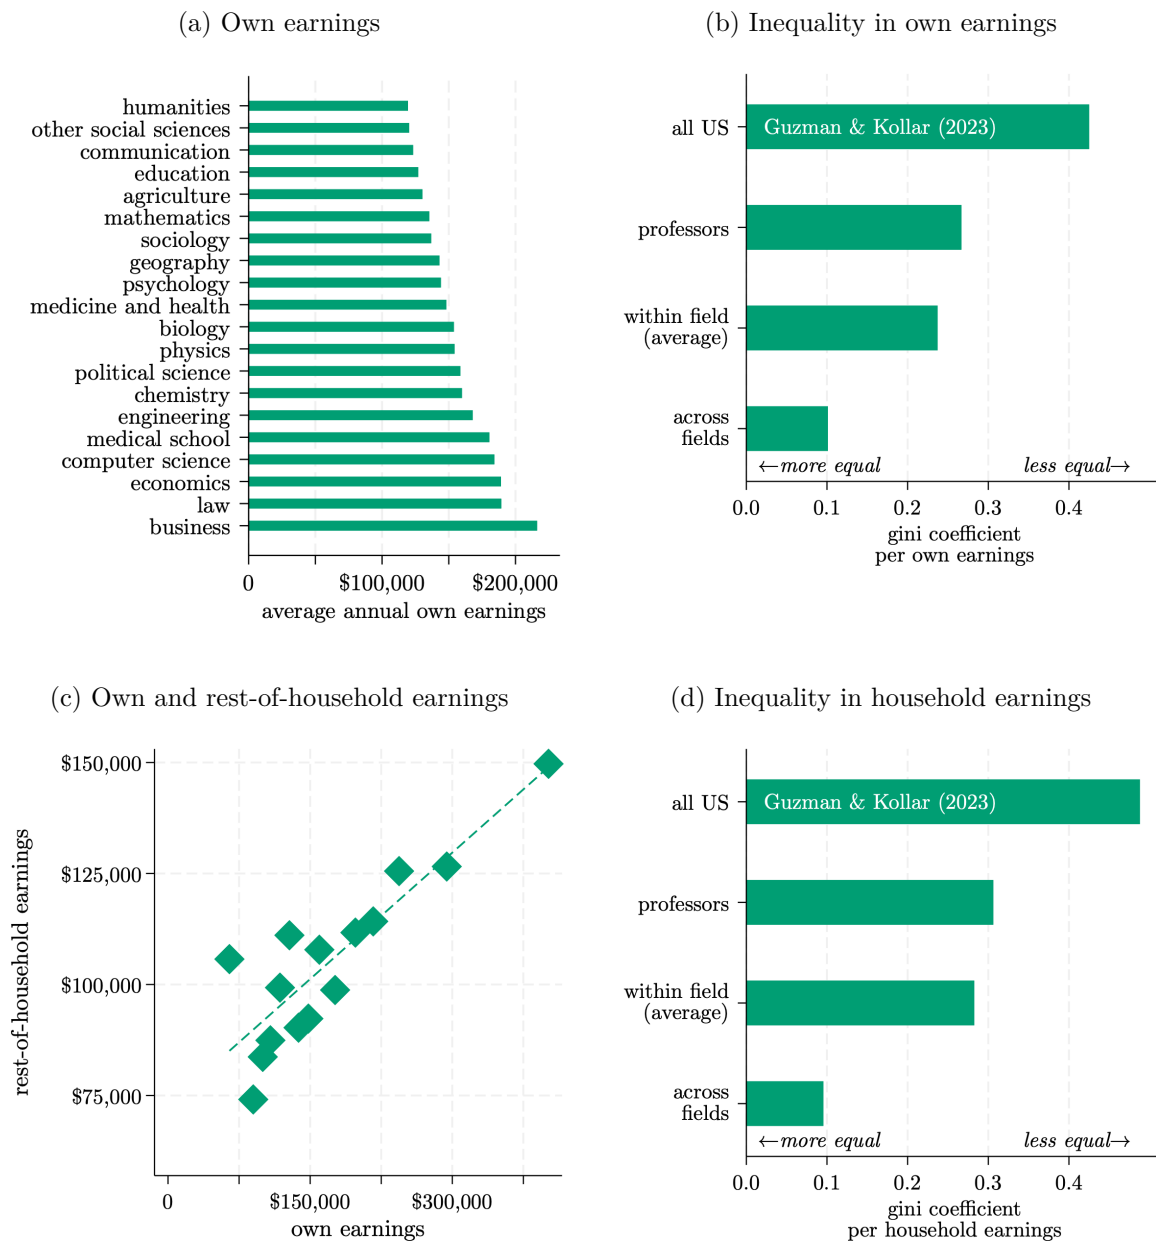 (a) Own earnings
humanities
other social sciences
communication
education
agriculture
mathematics
sociology
geography
psychology
medicine and health
biology
physics
political science
chemistry
engineering
medical school
computer science
economics
law
business
0 $100,000 $200,000
average annual own earnings
(b) Inequality in own earnings
all US
Guzman & Kollar (2023)
professors
within field
(average)
across
fields
←more equal less equal→
0.0 0.1 0.2 0.3 0.4
gini coefficient
per own earnings
(c) Own and rest-of-household earnings
rest-of-household earnings
$150,000
$125,000
$100,000
$75,000
0 $150,000 $300,000
own earnings
(d) Inequality in household earnings
all US
Guzman & Kollar (2023)
professors
within field
(average)
across
fields
←more equal less equal→
0.0 0.1 0.2 0.3 0.4
gini coefficient
per household earnings